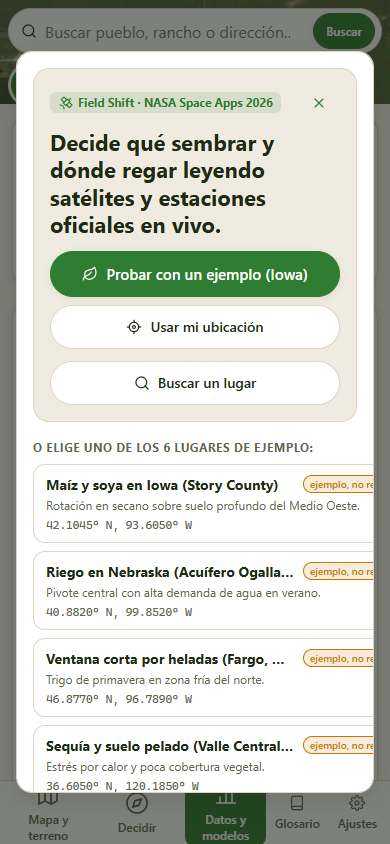 Buscar pueblo, rancho o dirección..
Buscar
Field Shift · NASA Space Apps 2026
Decide qué sembrar y
dónde regar leyendo
satélites y estaciones
oficiales en vivo.
Probar con un ejemplo (Iowa)
Usar mi ubicación
Buscar un lugar
O ELIGE UNO DE LOS 6 LUGARES DE EJEMPLO:
Maíz y soya en Iowa (Story County)
ejemplo, no re
Rotación en secano sobre suelo profundo del Medio Oeste.
42.1045° N, 93.6050° W
Riego en Nebraska (Acuífero Ogalla...
ejemplo, no re
Pivote central con alta demanda de agua en verano.
40.8820° N, 99.8520° W
Ventana corta por heladas (Fargo, ...
ejemplo, no re
Trigo de primavera en zona fría del norte.
46.8770° N, 96.7890° W
Sequía y suelo pelado (Valle Central...
ejemplo, no re
Estrés por calor y poca cobertura vegetal.
36.6050° N, 120.1850° W
Mapa y
terreno
Decidir
Datos y
modelos
Glosario
Ajustes